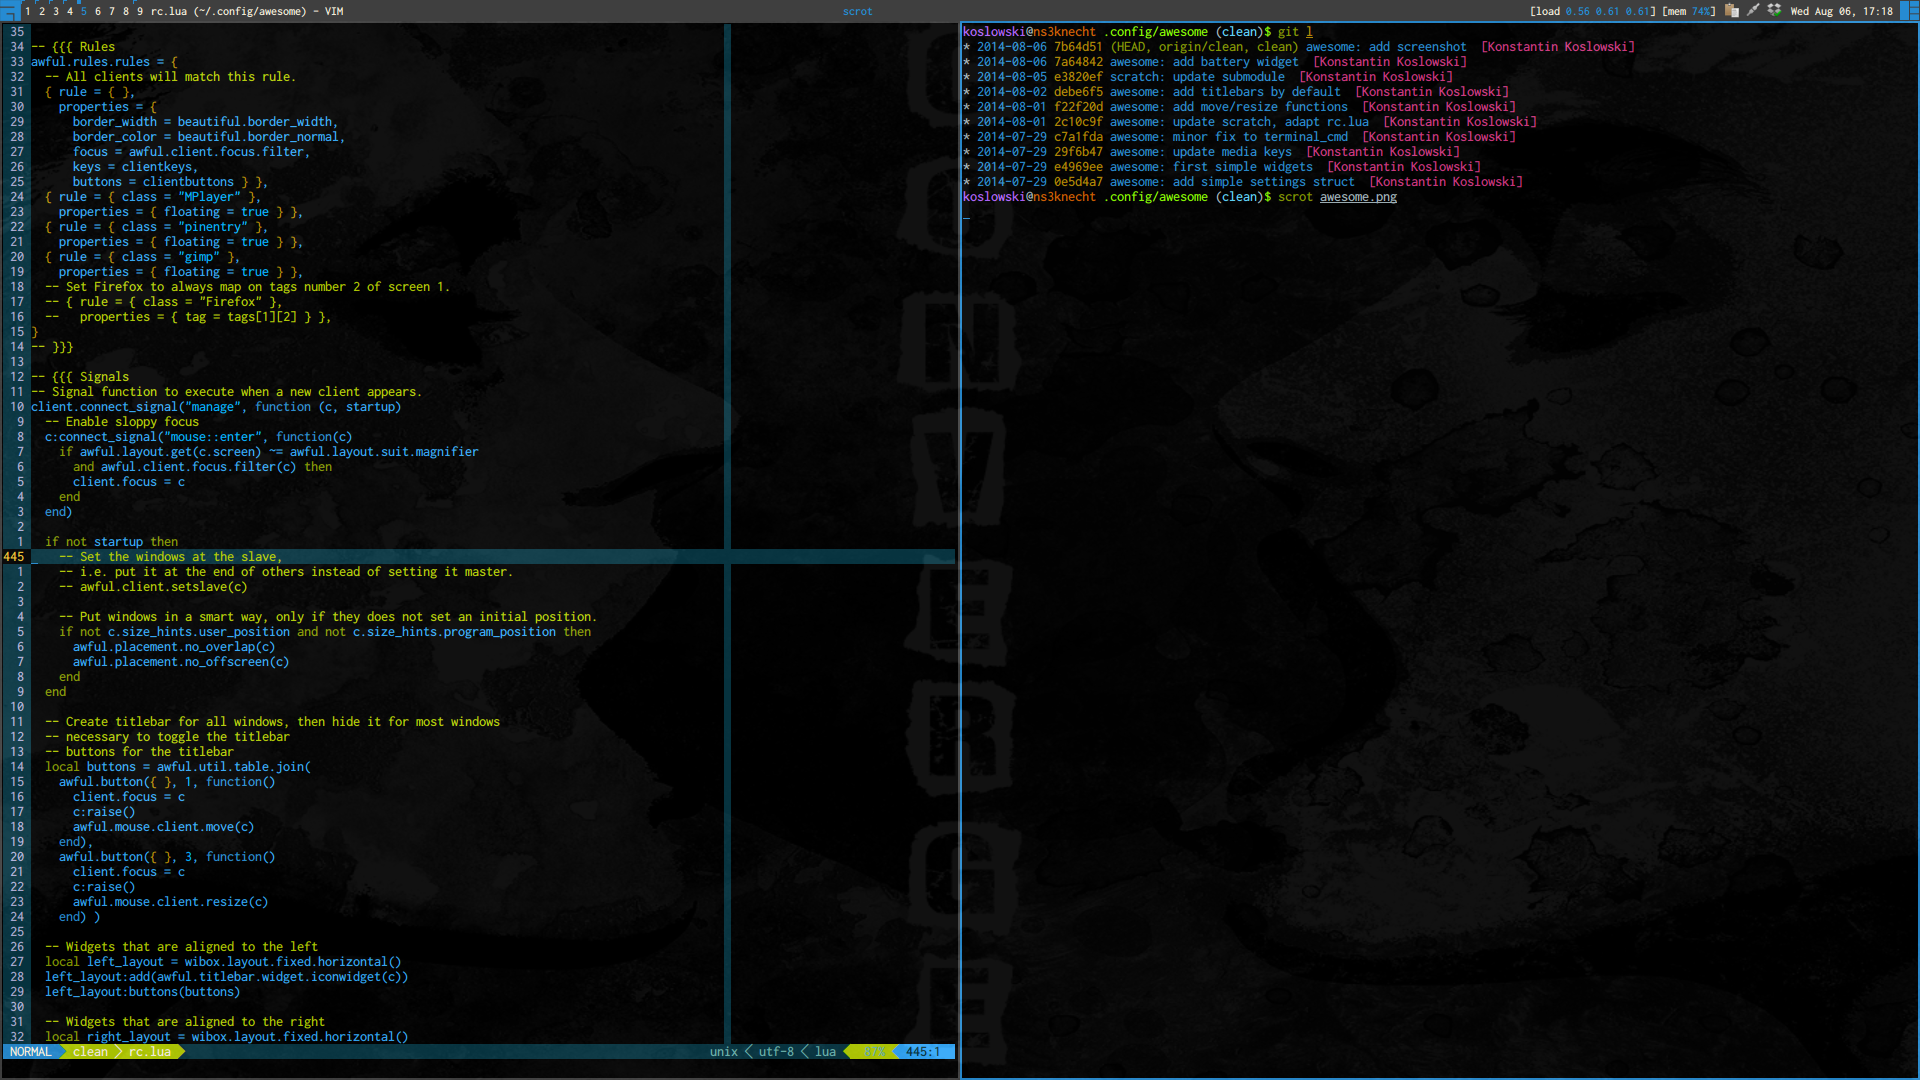 1 2 3 4 5 6 7 8 9 rc.lua (~/.config/awesome) - VIM
scrot
[load 0.56 0.61 0.61] [mem 74%]
Wed Aug 06, 17:18
35
34 -- {{{ Rules
33 awful.rules.rules = {
32   -- All clients will match this rule.
31   { rule = { },
30     properties = {
29       border_width = beautiful.border_width,
28       border_color = beautiful.border_normal,
27       focus = awful.client.focus.filter,
26       keys = clientkeys,
25       buttons = clientbuttons } },
24   { rule = { class = "MPlayer" },
23     properties = { floating = true } },
22   { rule = { class = "pinentry" },
21     properties = { floating = true } },
20   { rule = { class = "gimp" },
19     properties = { floating = true } },
18   -- Set Firefox to always map on tags number 2 of screen 1.
17   -- { rule = { class = "Firefox" },
16   --   properties = { tag = tags[1][2] } },
15 }
14 -- }}}
13
12 -- {{{ Signals
11 -- Signal function to execute when a new client appears.
10 client.connect_signal("manage", function (c, startup)
9   -- Enable sloppy focus
8   c:connect_signal("mouse::enter", function(c)
7     if awful.layout.get(c.screen) ~= awful.layout.suit.magnifier
6       and awful.client.focus.filter(c) then
5       client.focus = c
4     end
3   end)
2
1   if not startup then
445     -- Set the windows at the slave,
1     -- i.e. put it at the end of others instead of setting it master.
2     -- awful.client.setslave(c)
3
4     -- Put windows in a smart way, only if they does not set an initial position.
5     if not c.size_hints.user_position and not c.size_hints.program_position then
6       awful.placement.no_overlap(c)
7       awful.placement.no_offscreen(c)
8     end
9   end
10
11   -- Create titlebar for all windows, then hide it for most windows
12   -- necessary to toggle the titlebar
13   -- buttons for the titlebar
14   local buttons = awful.util.table.join(
15     awful.button({ }, 1, function()
16       client.focus = c
17       c:raise()
18       awful.mouse.client.move(c)
19     end),
20     awful.button({ }, 3, function()
21       client.focus = c
22       c:raise()
23       awful.mouse.client.resize(c)
24     end) )
25
26   -- Widgets that are aligned to the left
27   local left_layout = wibox.layout.fixed.horizontal()
28   left_layout:add(awful.titlebar.widget.iconwidget(c))
29   left_layout:buttons(buttons)
30
31   -- Widgets that are aligned to the right
32   local right_layout = wibox.layout.fixed.horizontal()
NORMAL clean rc.lua unix utf-8 lua 87% 445:1
koslowski@ns3knecht .config/awesome (clean)$ git l
* 2014-08-06 7b64d51 (HEAD, origin/clean, clean) awesome: add screenshot [Konstantin Koslowski]
* 2014-08-06 7a64842 awesome: add battery widget [Konstantin Koslowski]
* 2014-08-05 e3820ef scratch: update submodule [Konstantin Koslowski]
* 2014-08-02 debe6f5 awesome: add titlebars by default [Konstantin Koslowski]
* 2014-08-01 f22f20d awesome: add move/resize functions [Konstantin Koslowski]
* 2014-08-01 2c10c9f awesome: update scratch, adapt rc.lua [Konstantin Koslowski]
* 2014-07-29 c7a1fda awesome: minor fix to terminal_cmd [Konstantin Koslowski]
* 2014-07-29 29f6b47 awesome: update media keys [Konstantin Koslowski]
* 2014-07-29 e4969ee awesome: first simple widgets [Konstantin Koslowski]
* 2014-07-29 0e5d4a7 awesome: add simple settings struct [Konstantin Koslowski]
koslowski@ns3knecht .config/awesome (clean)$ scrot awesome.png
CONVERGE